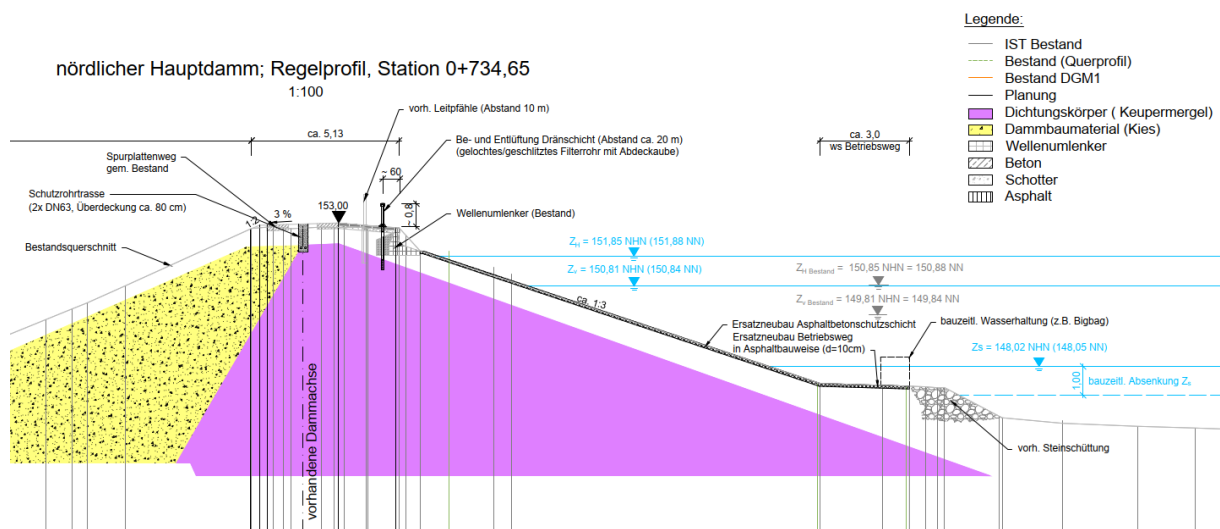 Legende:
IST Bestand
Bestand (Querprofil)
Bestand DGM1
Planung
Dichtungskörper ( Keupermergel)
Dammbaumaterial (Kies)
Wellenumlenker
Beton
Schotter
Asphalt
nördlicher Hauptdamm; Regelprofil, Station 0+734,65
1:100
vorh. Leitpfähle (Abstand 10 m)
ca. 5,13
Be- und Entlüftung Dränschicht (Abstand ca. 20 m)
(gelochtes/geschlitztes Filterrohr mit Abdeckaube)
ca. 3,0
ws Betriebsweg
Spurplattenweg
gem. Bestand
~ 60
Schutzrohrtrasse
(2x DN63, Überdeckung ca. 80 cm)
1:2
3 %
153,00
~ 0,8
Wellenumlenker (Bestand)
Bestandsquerschnitt
Z_H = 151,85 NHN (151,88 NN)
Z_V = 150,81 NHN (150,84 NN)
Z_H Bestand = 150,85 NHN = 150,88 NN
Z_V Bestand = 149,81 NHN = 149,84 NN
ca. 1:3
Ersatzneubau Asphaltbetonschutzschicht
Ersatzneubau Betriebsweg
in Asphaltbauweise (d=10cm)
bauzeitl. Wasserhaltung (z.B. Bigbag)
Zs = 148,02 NHN (148,05 NN)
1,00
bauzeitl. Absenkung Z_s
vorh. Steinschüttung
vorhandene Dammachse